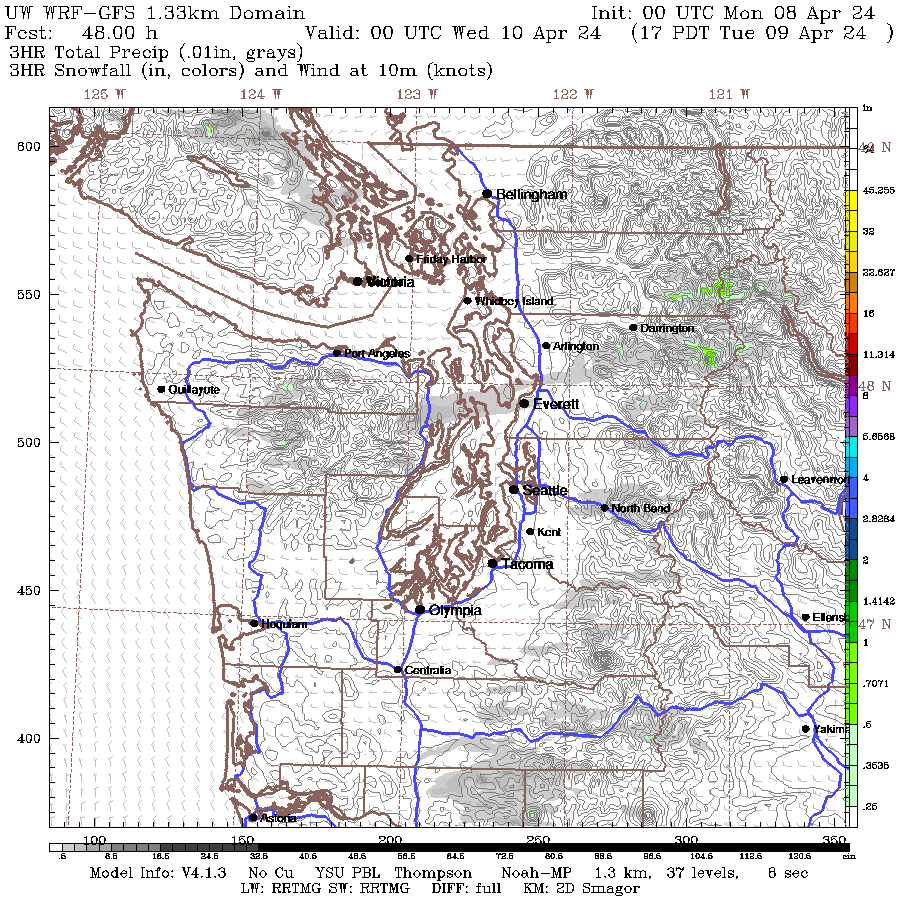 UW WRF-GFS 1.33km Domain Init: 00 UTC Mon 08 Apr 24
Fcst: 48.00 h Valid: 00 UTC Wed 10 Apr 24 (17 PDT Tue 09 Apr 24 )
3HR Total Precip (.01in, grays)
3HR Snowfall (in, colors) and Wind at 10m (knots)
125 W 124 W 123 W 122 W 121 W
in
600
64
45.255
Bellingham
32
Friday Harbor
Victoria
22.627
550
Whidbey Island
16
Darrington
Arlington
Port Angeles
11.314
48 N
Quillayute
8
Everett
500
5.6568
Leavenwor
4
Seattle
North Bend
2.8284
Kent
2
Tacoma
450
1.4142
Olympia
Ellens
Hoquiam
47 N
1
Centralia
.7071
400
.5
Yakima
.3535
.25
Astoria
100 150 200 250 300 350
.5 8.5 16.5 24.5 32.5 40.5 48.5 56.5 64.5 72.5 80.5 88.5 96.5 104.5 112.5 120.5 cin
Model Info: V4.1.3 No Cu YSU PBL Thompson Noah-MP 1.3 km, 37 levels, 8 sec
LW: RRTMG SW: RRTMG DIFF: full KM: 2D Smagor